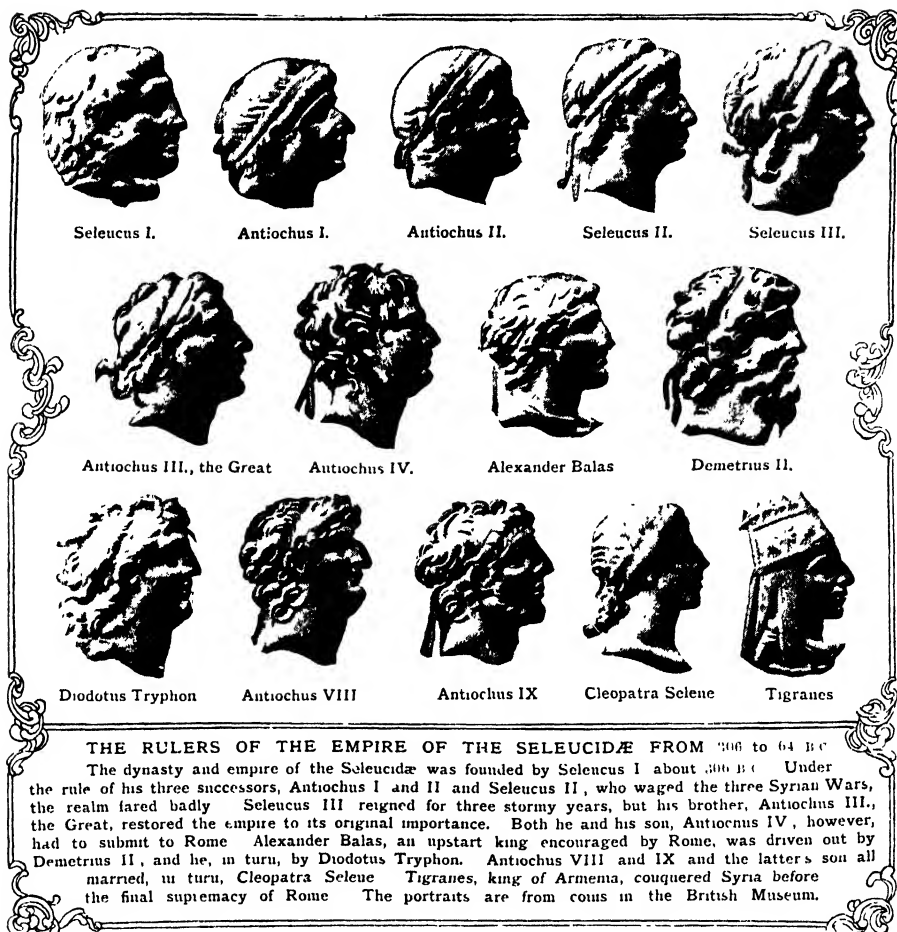 Seleucus I. Antiochus I. Antiochus II. Seleucus II. Seleucus III.
Antiochus III., the Great Antiochus IV. Alexander Balas Demetrius II.
Diodotus Tryphon Antiochus VIII Antiochus IX Cleopatra Selene Tigranes
THE RULERS OF THE EMPIRE OF THE SELEUCIDÆ FROM 306 to 64 B C
The dynasty and empire of the Seleucidæ was founded by Seleucus I about 306 B C Under
the rule of his three successors, Antiochus I and II and Seleucus II, who waged the three Syrian Wars,
the realm fared badly Seleucus III reigned for three stormy years, but his brother, Antiochus III.,
the Great, restored the empire to its original importance. Both he and his son, Antiochus IV, however,
had to submit to Rome Alexander Balas, an upstart king encouraged by Rome, was driven out by
Demetrius II, and he, in turn, by Diodotus Tryphon. Antiochus VIII and IX and the latter s son all
married, in turn, Cleopatra Selene Tigranes, king of Armenia, conquered Syria before
the final supremacy of Rome The portraits are from coins in the British Museum.